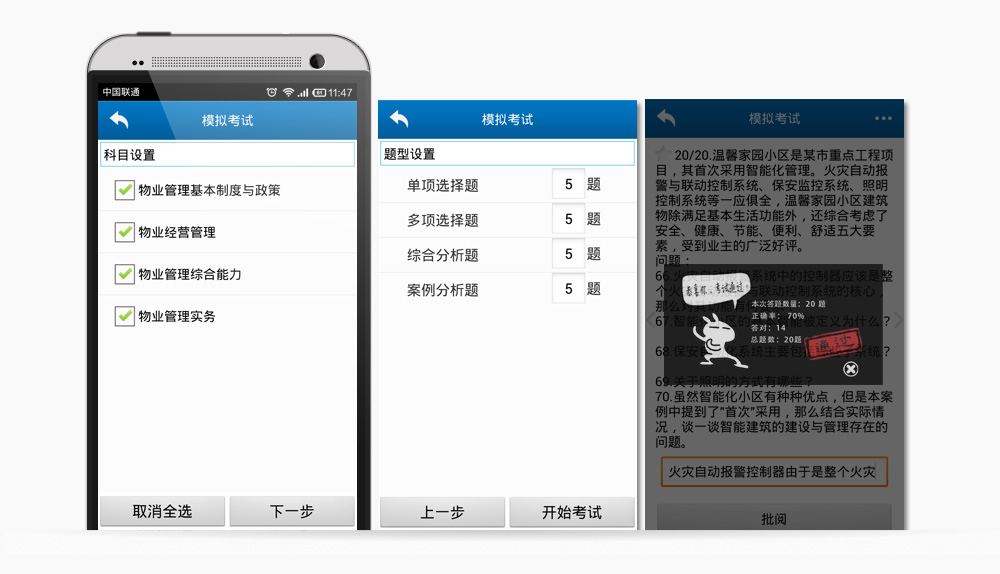 中国联通
61
11:47
模拟考试
科目设置
物业管理基本制度与政策
物业经营管理
物业管理综合能力
物业管理实务
取消全选
下一步
模拟考试
题型设置
单项选择题 5 题
多项选择题 5 题
综合分析题 5 题
案例分析题 5 题
上一步
开始考试
模拟考试
20/20.温馨家园小区是某市重点工程项
目，其首次采用智能化管理。火灾自动报
警与联动控制系统、保安监控系统、照明
控制系统等一应俱全，温馨家园小区建筑
物除满足基本生活功能外，还综合考虑了
安全、健康、节能、便利、舒适五大要
素，受到业主的广泛好评。
问题：
66.火灾自动报警系统中的控制器应该是整
个火灾
与联动控制系统的核心，
那么
恭喜你，考试通过！
本次答题数量：20 题
正确率：70%
答对：14
总题数：20题
通过
67.智能
区的
被定义为什么？
68.保安
系统主要包
系统？
69.关于照明的方式有哪些？
70.虽然智能化小区有种种优点，但是本案
例中提到了"首次"采用，那么结合实际情
况，谈一谈智能建筑的建设与管理存在的
问题。
火灾自动报警控制器由于是整个火灾
批阅